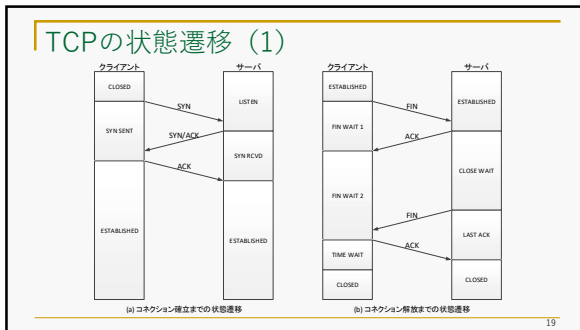 TCPの状態遷移（1）
クライアント
サーバ
CLOSED
LISTEN
SYN
SYN SENT
SYN/ACK
SYN RCVD
ACK
ESTABLISHED
ESTABLISHED
(a) コネクション確立までの状態遷移
クライアント
サーバ
ESTABLISHED
ESTABLISHED
FIN
FIN WAIT 1
ACK
CLOSE WAIT
FIN WAIT 2
FIN
LAST ACK
ACK
TIME WAIT
CLOSED
CLOSED
(b) コネクション解放までの状態遷移
19